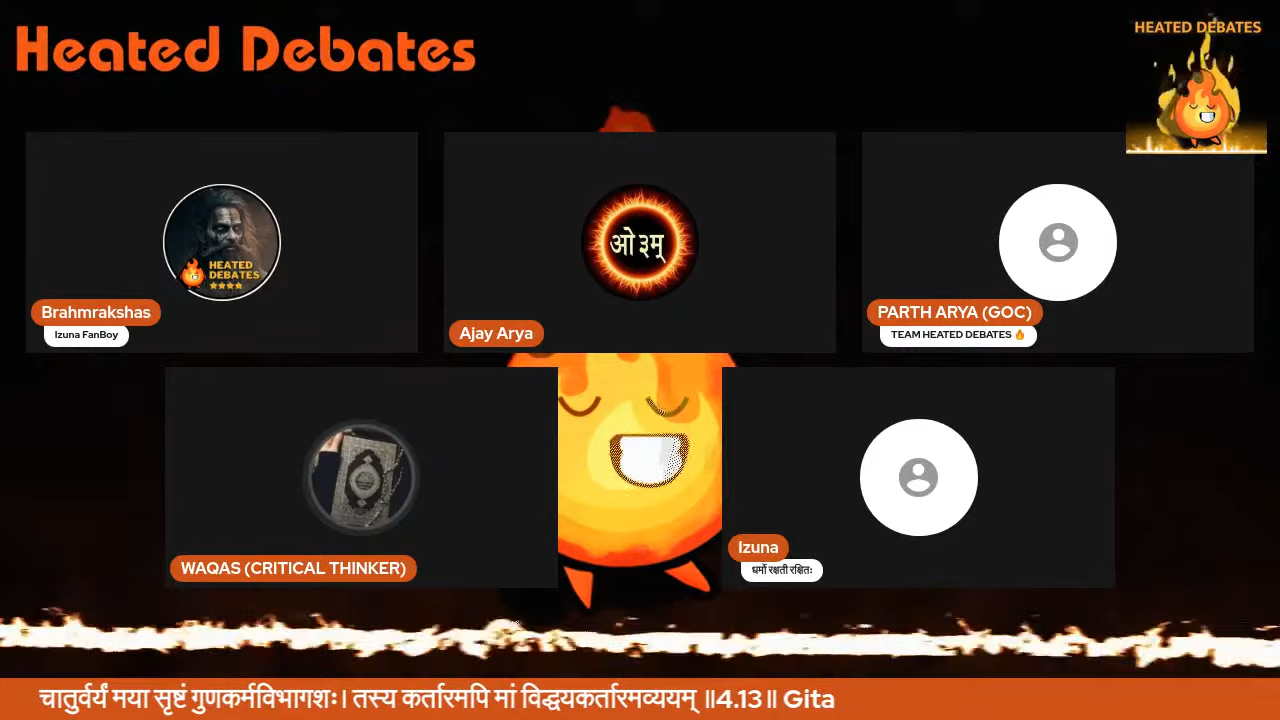 Heated Debates
HEATED DEBATES
HEATED
DEBATES
ओ३म्
Brahmrakshas
Izuna FanBoy
Ajay Arya
PARTH ARYA (GOC)
TEAM HEATED DEBATES 🔥
WAQAS (CRITICAL THINKER)
Izuna
धर्मो रक्षती रक्षितः
चातुर्वर्यं मया सृष्टं गुणकर्मविभागशः। तस्य कर्तारमपि मां विद्धयकर्तारमव्ययम् ॥4.13॥ Gita